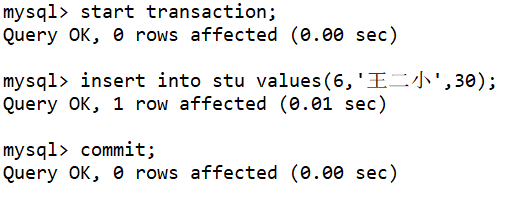 mysql> start transaction;
Query OK, 0 rows affected (0.00 sec)
mysql> insert into stu values(6,'王二小',30);
Query OK, 1 row affected (0.01 sec)
mysql> commit;
Query OK, 0 rows affected (0.00 sec)